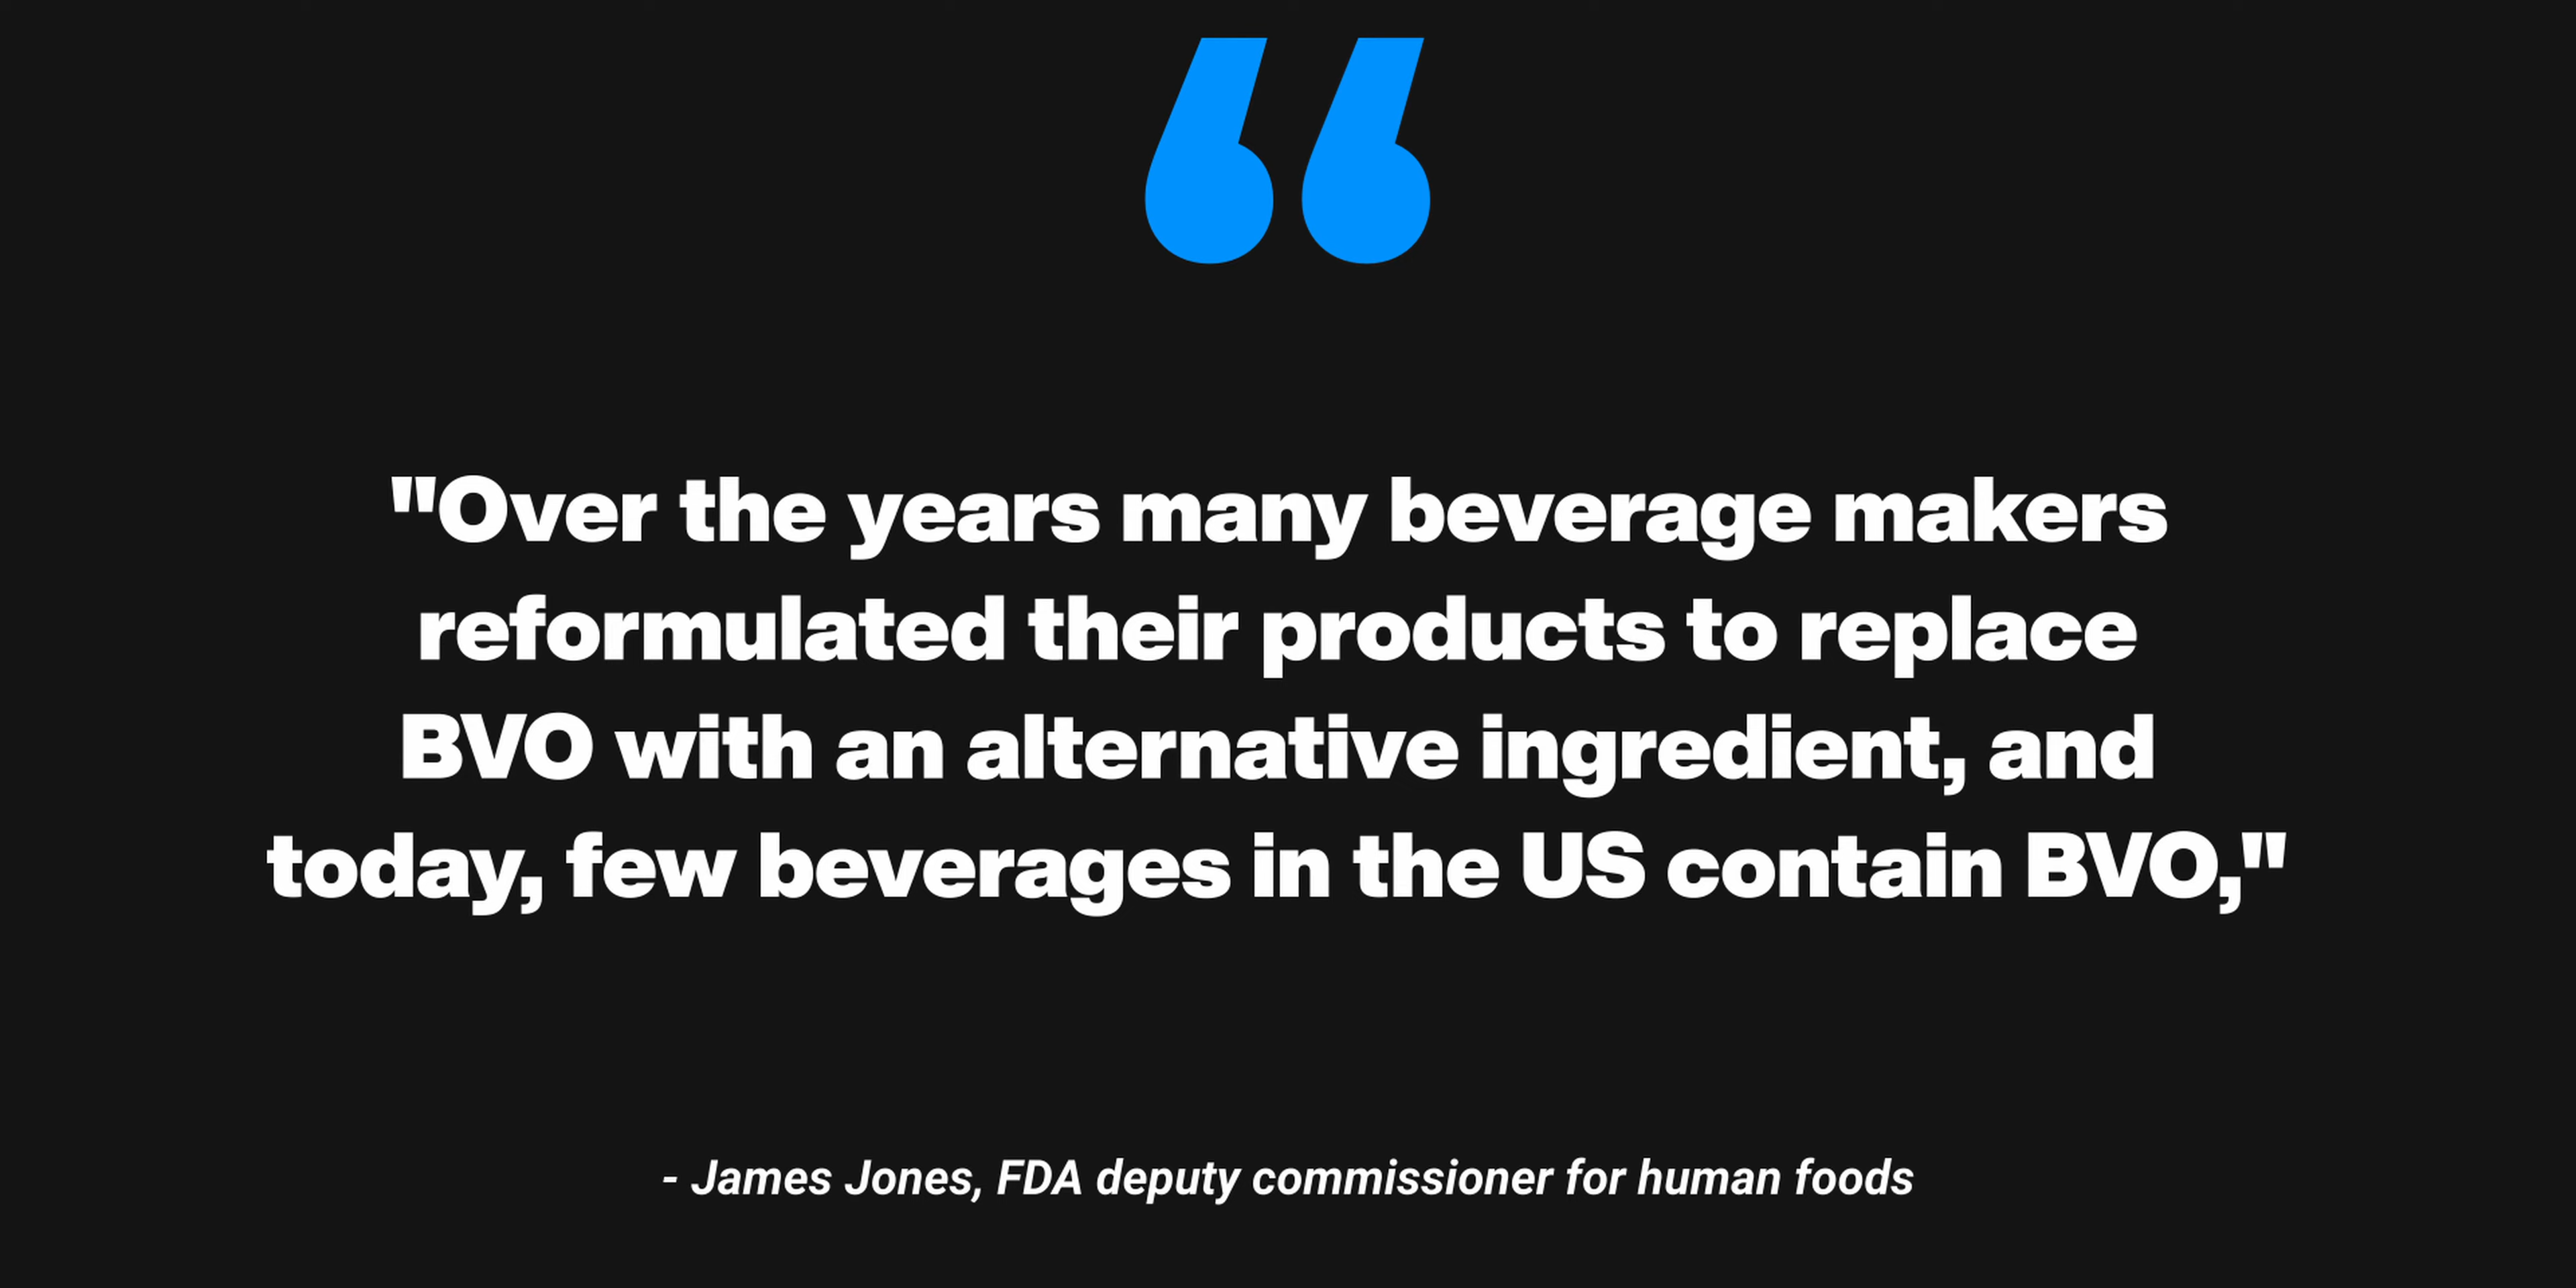 "Over the years many beverage makers
reformulated their products to replace
BVO with an alternative ingredient, and
today, few beverages in the US contain BVO,"
- James Jones, FDA deputy commissioner for human foods